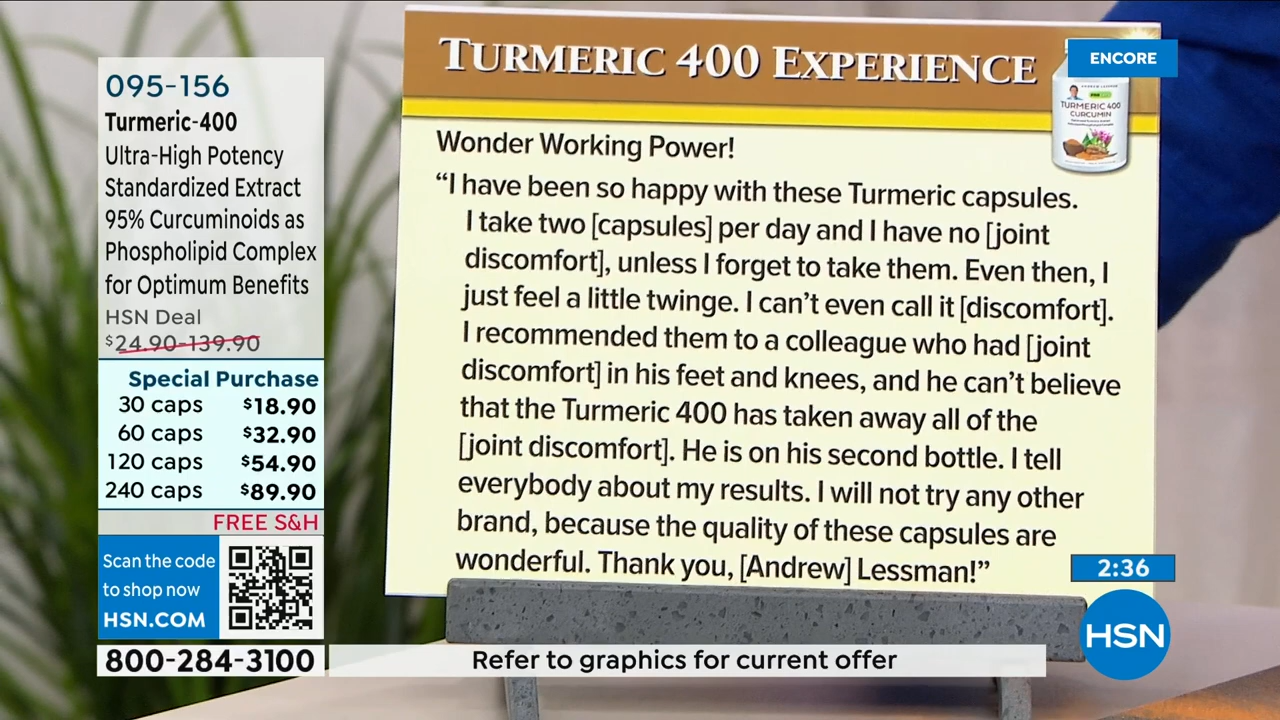 095-156
Turmeric-400
Ultra-High Potency
Standardized Extract
95% Curcuminoids as
Phospholipid Complex
for Optimum Benefits
HSN Deal
$24.90-139.90
Special Purchase
30 caps $18.90
60 caps $32.90
120 caps $54.90
240 caps $89.90
FREE S&H
Scan the code
to shop now
HSN.COM
800-284-3100
Refer to graphics for current offer
TURMERIC 400 EXPERIENCE
ENCORE
ANDREW LESSMAN
TURMERIC 400
CURCUMIN
Wonder Working Power!
“I have been so happy with these Turmeric capsules.
I take two [capsules] per day and I have no [joint
discomfort], unless I forget to take them. Even then, I
just feel a little twinge. I can’t even call it [discomfort].
I recommended them to a colleague who had [joint
discomfort] in his feet and knees, and he can’t believe
that the Turmeric 400 has taken away all of the
[joint discomfort]. He is on his second bottle. I tell
everybody about my results. I will not try any other
brand, because the quality of these capsules are
wonderful. Thank you, [Andrew] Lessman!”
2:36
HSN